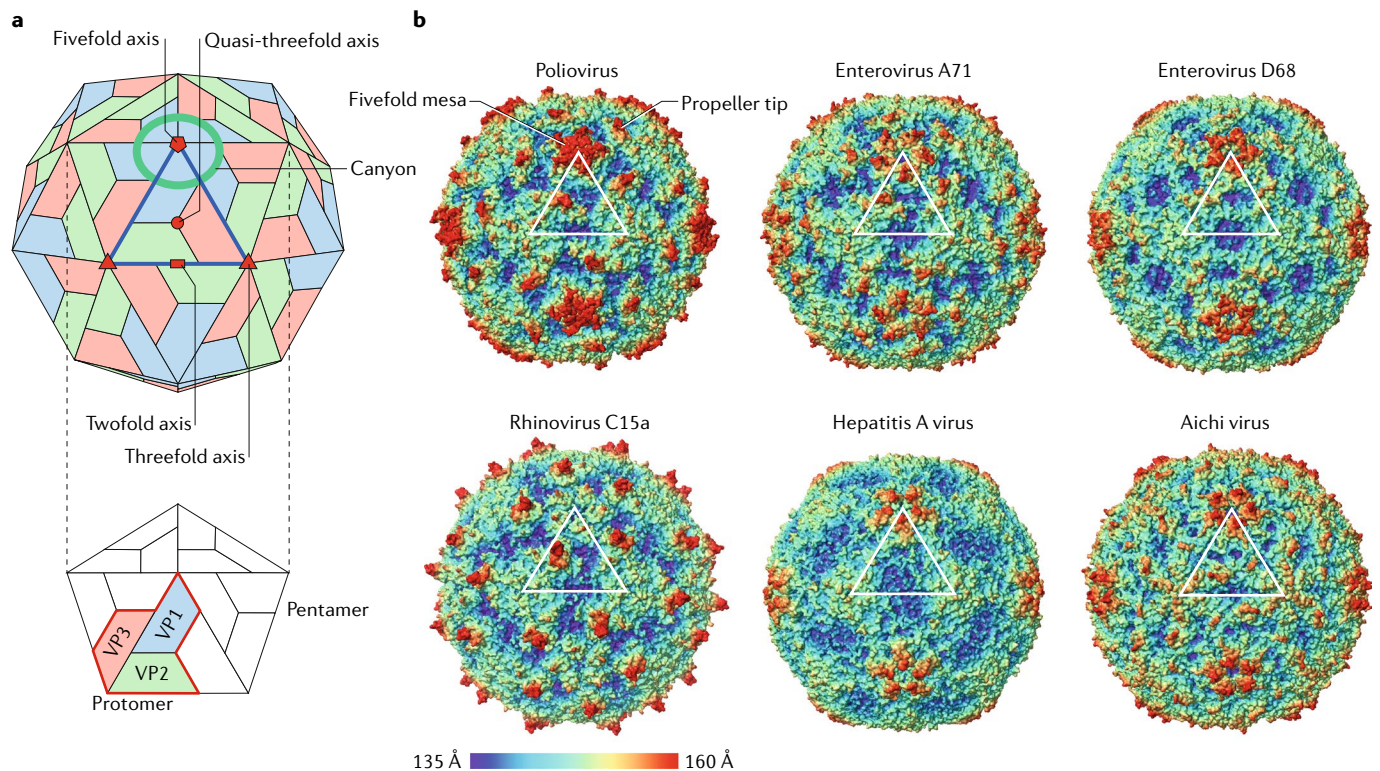 a
Fivefold axis
Quasi-threefold axis
Canyon
Twofold axis
Threefold axis
Pentamer
VP3
VP1
VP2
Protomer
b
Poliovirus
Enterovirus A71
Enterovirus D68
Fivefold mesa
Propeller tip
Rhinovirus C15a
Hepatitis A virus
Aichi virus
135 Å
160 Å